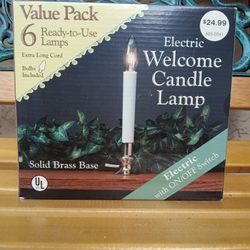 Value Pack
6 Ready-to-Use
Lamps
Extra Long Cord
Bulbs
Included
$24.99
Electric
Welcome
Candle
Lamp
Solid Brass Base
Electric
with ON/OFF Switch
UL